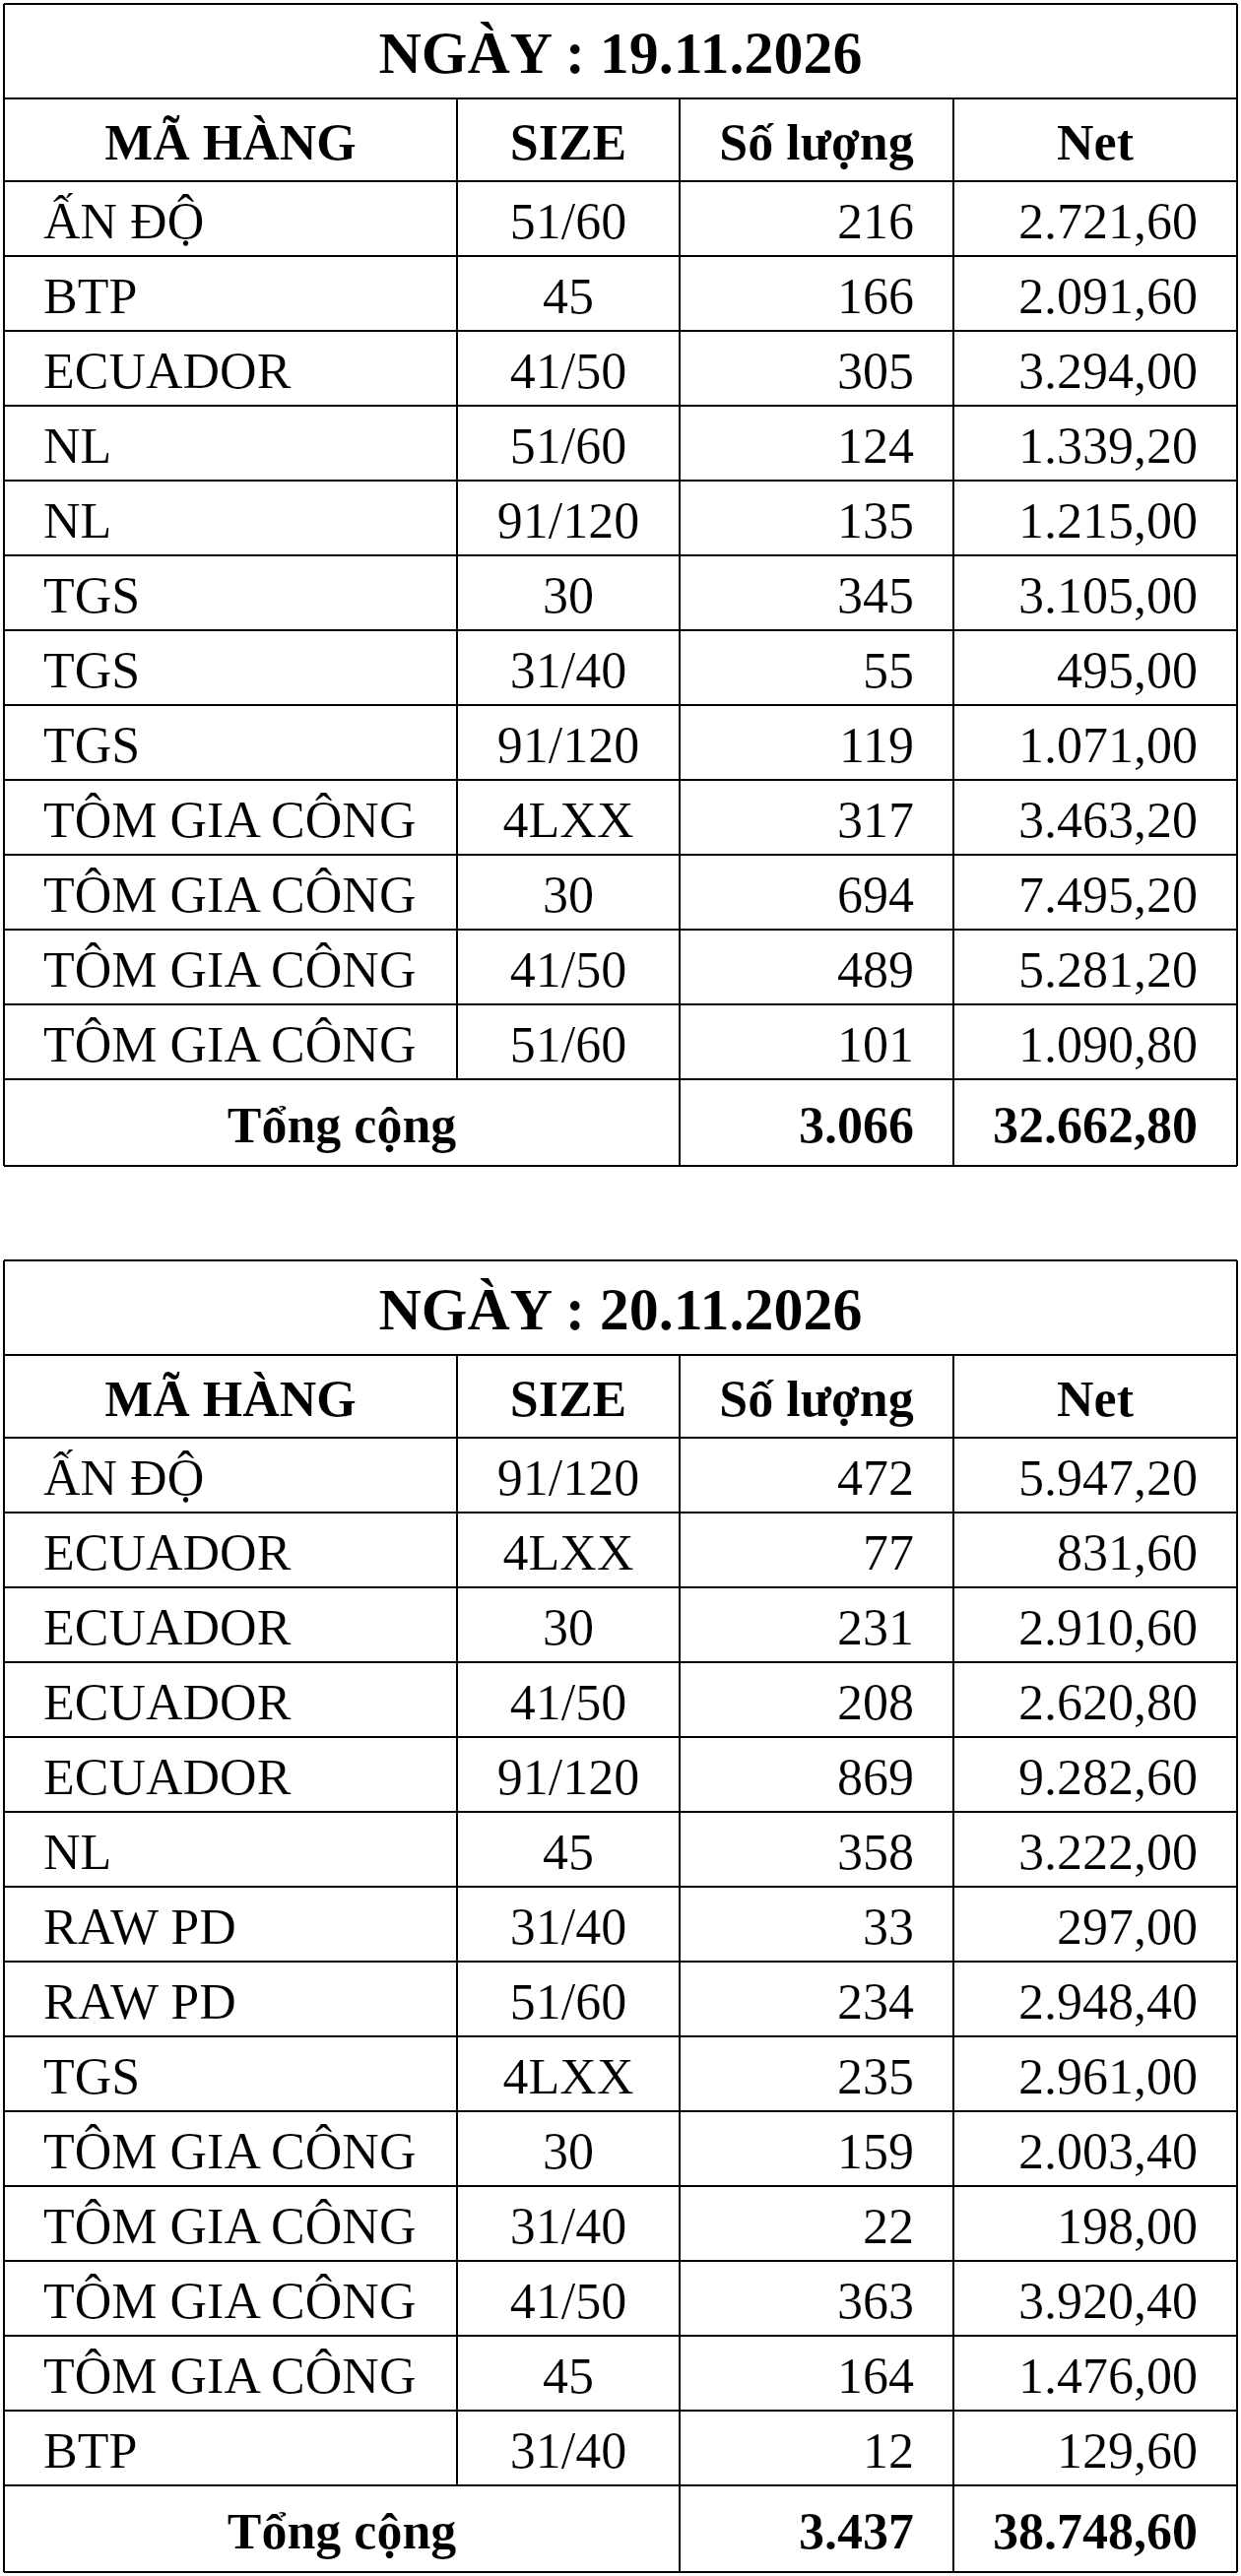 NGÀY : 19.11.2026
MÃ HÀNG SIZE Số lượng Net
ẤN ĐỘ 51/60 216 2.721,60
BTP 45 166 2.091,60
ECUADOR 41/50 305 3.294,00
NL 51/60 124 1.339,20
NL 91/120 135 1.215,00
TGS 30 345 3.105,00
TGS 31/40 55 495,00
TGS 91/120 119 1.071,00
TÔM GIA CÔNG 4LXX 317 3.463,20
TÔM GIA CÔNG 30 694 7.495,20
TÔM GIA CÔNG 41/50 489 5.281,20
TÔM GIA CÔNG 51/60 101 1.090,80
Tổng cộng 3.066 32.662,80
NGÀY : 20.11.2026
MÃ HÀNG SIZE Số lượng Net
ẤN ĐỘ 91/120 472 5.947,20
ECUADOR 4LXX 77 831,60
ECUADOR 30 231 2.910,60
ECUADOR 41/50 208 2.620,80
ECUADOR 91/120 869 9.282,60
NL 45 358 3.222,00
RAW PD 31/40 33 297,00
RAW PD 51/60 234 2.948,40
TGS 4LXX 235 2.961,00
TÔM GIA CÔNG 30 159 2.003,40
TÔM GIA CÔNG 31/40 22 198,00
TÔM GIA CÔNG 41/50 363 3.920,40
TÔM GIA CÔNG 45 164 1.476,00
BTP 31/40 12 129,60
Tổng cộng 3.437 38.748,60